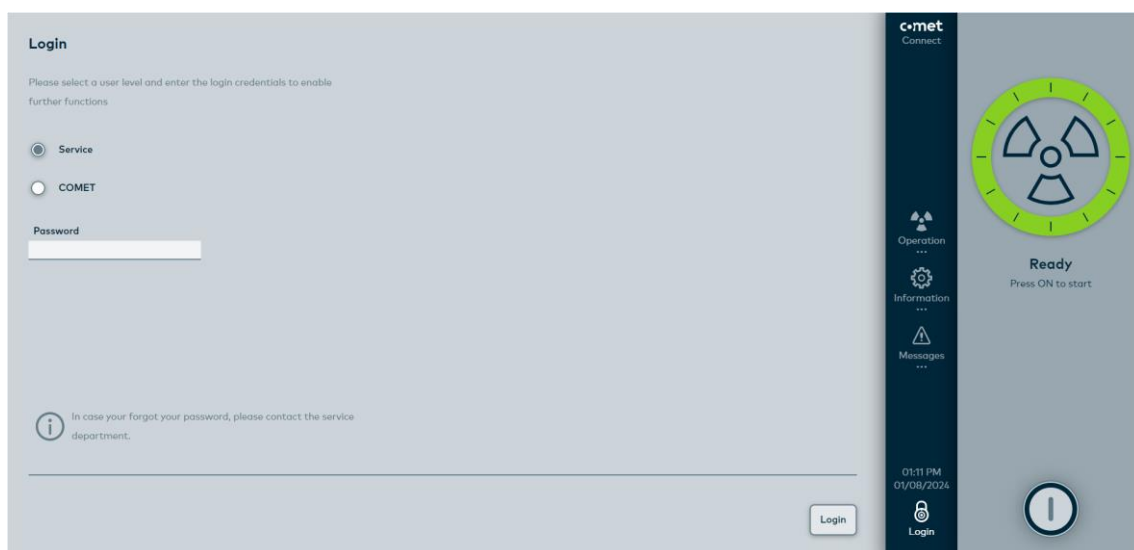 Login
Please select a user level and enter the login credentials to enable
further functions
Service
COMET
Password
In case your forgot your password, please contact the service
department.
Login
comet
Connect
Operation
Information
Messages
01:11 PM
01/08/2024
Login
Ready
Press ON to start